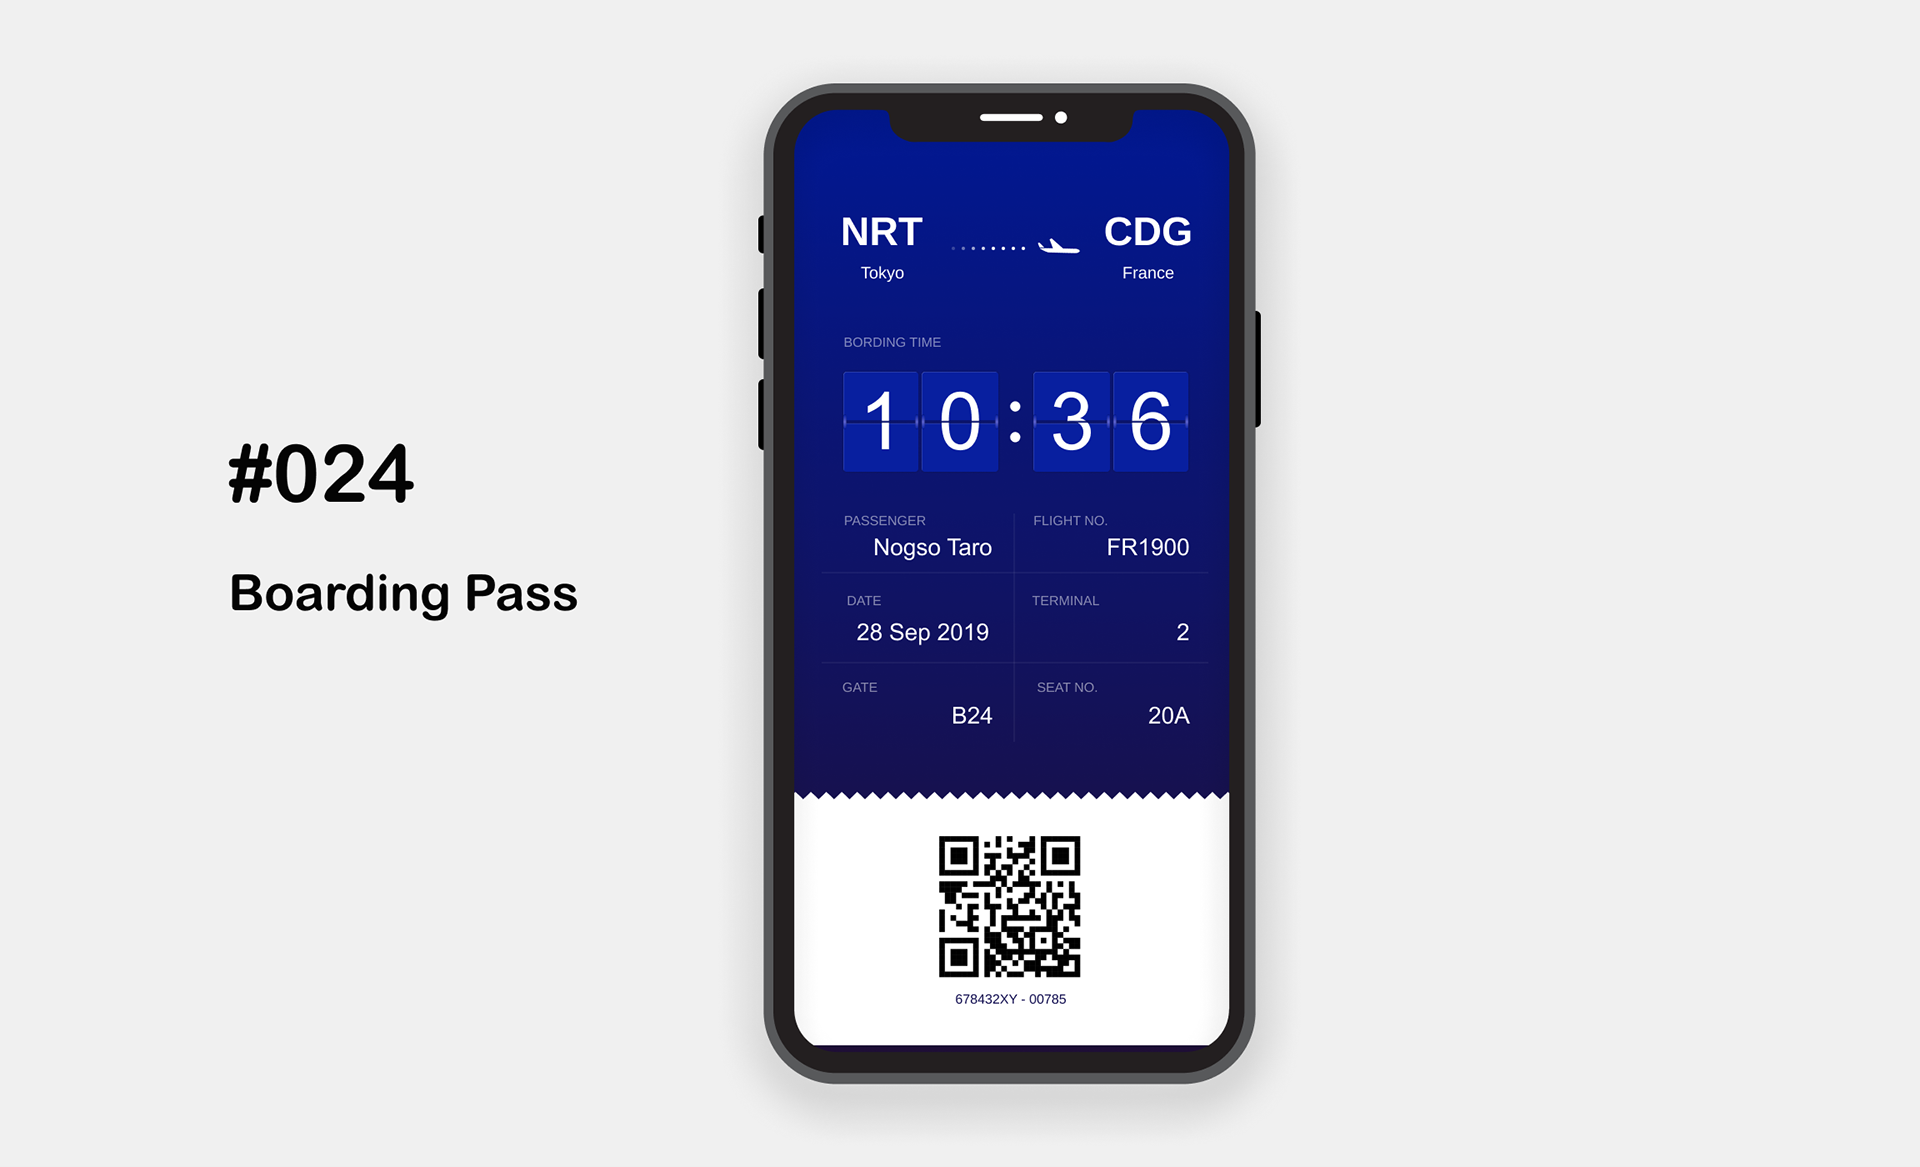 #024
Boarding Pass
NRT CDG
Tokyo France
BORDING TIME
10:36
PASSENGER FLIGHT NO.
Nogso Taro FR1900
DATE TERMINAL
28 Sep 2019 2
GATE SEAT NO.
B24 20A
678432XY - 00785